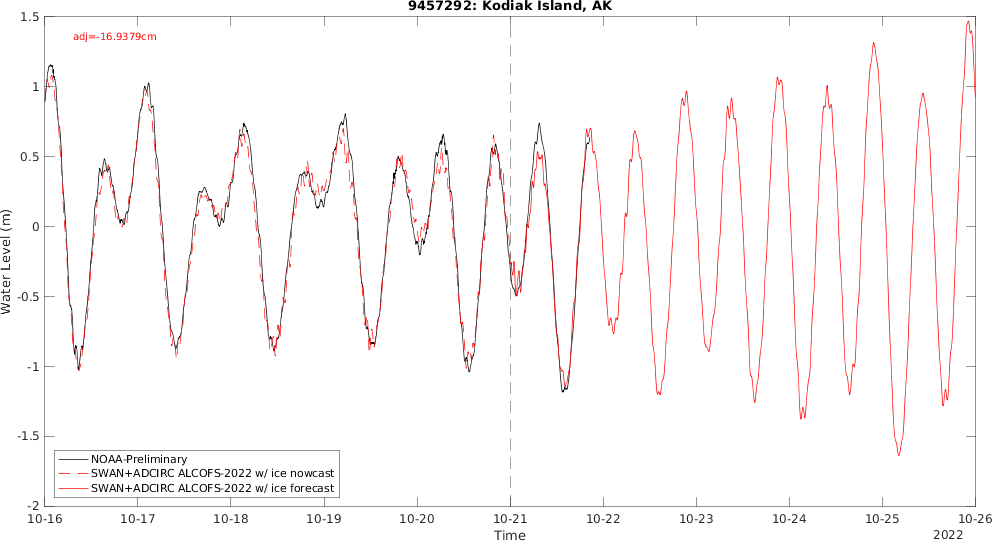 9457292: Kodiak Island, AK
adj=-16.9379cm
1.5
1
0.5
0
-0.5
-1
-1.5
-2
Water Level (m)
NOAA-Preliminary
SWAN+ADCIRC ALCOFS-2022 w/ ice nowcast
SWAN+ADCIRC ALCOFS-2022 w/ ice forecast
10-16 10-17 10-18 10-19 10-20 10-21 10-22 10-23 10-24 10-25 10-26
Time
2022